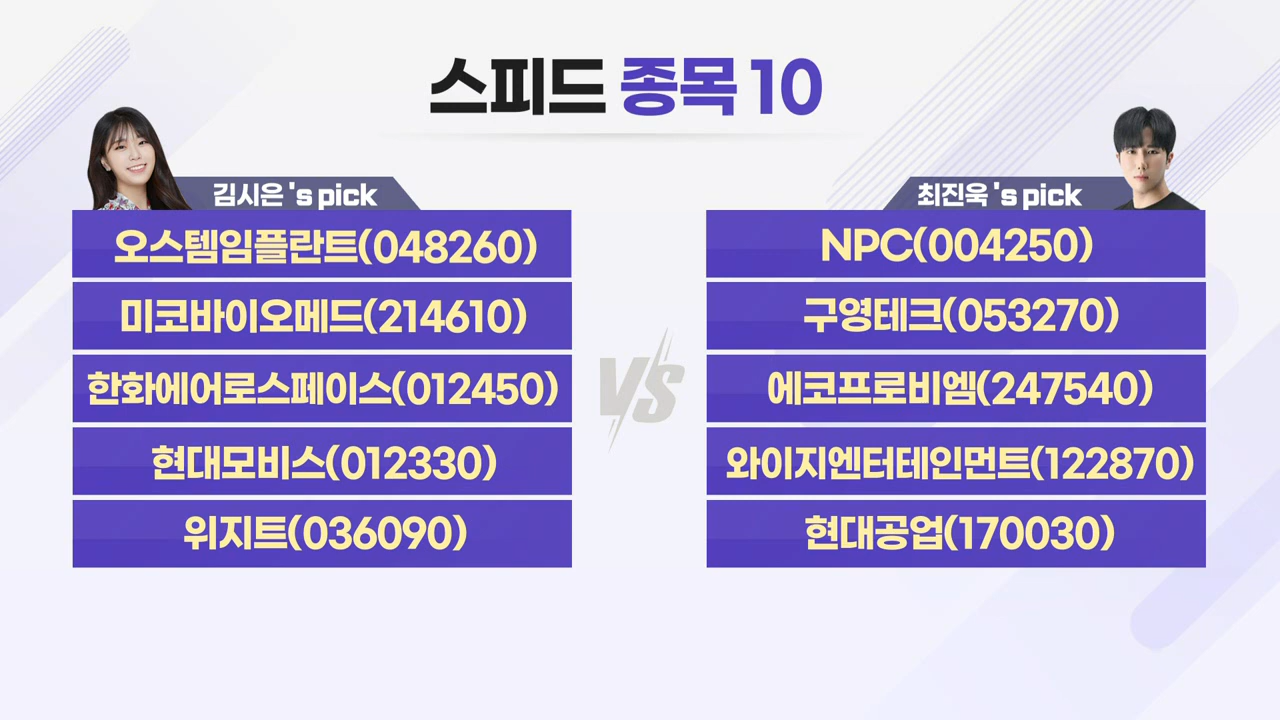 스피드 종목 10
김시은 's pick
오스템임플란트(048260)
미코바이오메드(214610)
한화에어로스페이스(012450)
현대모비스(012330)
위지트(036090)
VS
최진욱 's pick
NPC(004250)
구영테크(053270)
에코프로비엠(247540)
와이지엔터테인먼트(122870)
현대공업(170030)